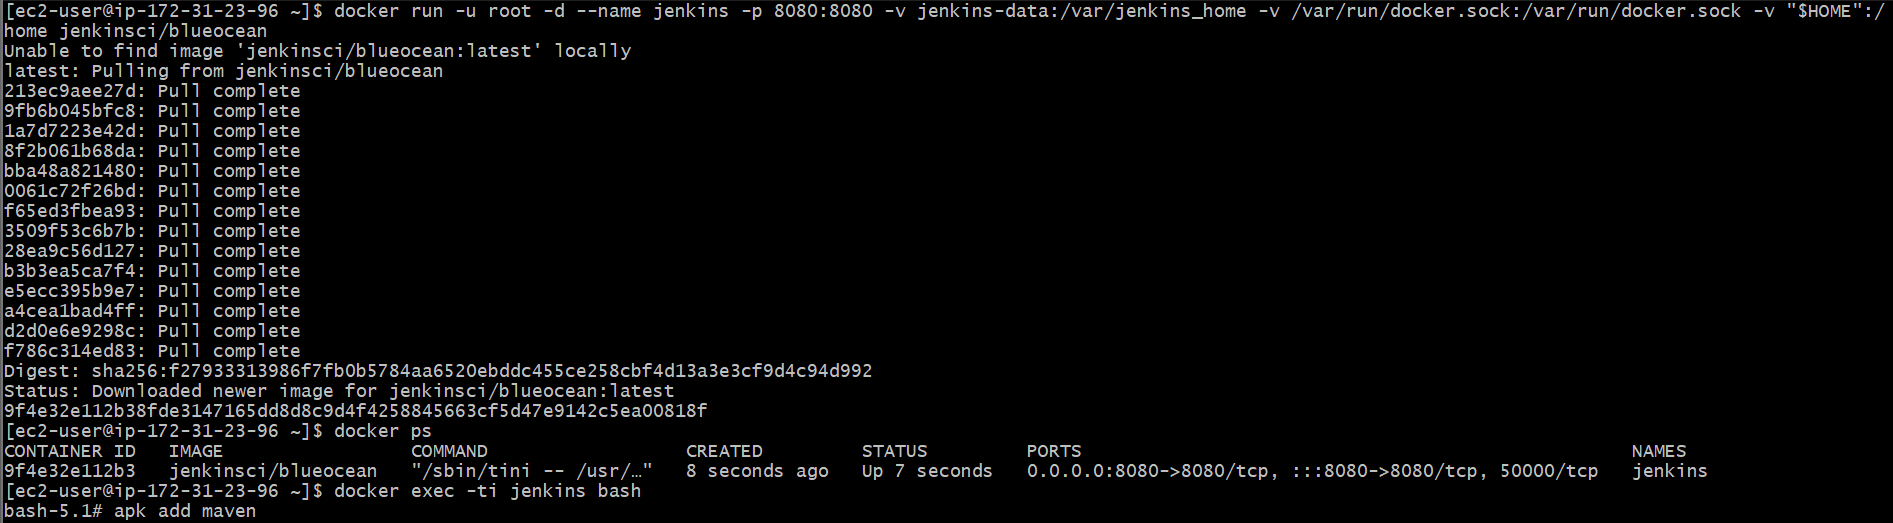 [ec2-user@ip-172-31-23-96 ~]$ docker run -u root -d --name jenkins -p 8080:8080 -v jenkins-data:/var/jenkins_home -v /var/run/docker.sock:/var/run/docker.sock -v "$HOME":/
home jenkinsci/blueocean
Unable to find image 'jenkinsci/blueocean:latest' locally
latest: Pulling from jenkinsci/blueocean
213ec9aee27d: Pull complete
9fb6b045bfc8: Pull complete
1a7d7223e42d: Pull complete
8f2b061b68da: Pull complete
bba48a821480: Pull complete
0061c72f26bd: Pull complete
f65ed3fbea93: Pull complete
3509f53c6b7b: Pull complete
28ea9c56d127: Pull complete
b3b3ea5ca7f4: Pull complete
e5ecc395b9e7: Pull complete
a4cea1bad4ff: Pull complete
d2d0e6e9298c: Pull complete
f786c314ed83: Pull complete
Digest: sha256:f27933313986f7fb0b5784aa6520ebddc455ce258cbf4d13a3e3cf9d4c94d992
Status: Downloaded newer image for jenkinsci/blueocean:latest
9f4e32e112b38fde3147165dd8d8c9d4f4258845663cf5d47e9142c5ea00818f
[ec2-user@ip-172-31-23-96 ~]$ docker ps
CONTAINER ID   IMAGE                 COMMAND                  CREATED         STATUS         PORTS                                                  NAMES
9f4e32e112b3   jenkinsci/blueocean   "/sbin/tini -- /usr/…"   8 seconds ago   Up 7 seconds   0.0.0.0:8080->8080/tcp, :::8080->8080/tcp, 50000/tcp   jenkins
[ec2-user@ip-172-31-23-96 ~]$ docker exec -ti jenkins bash
bash-5.1# apk add maven